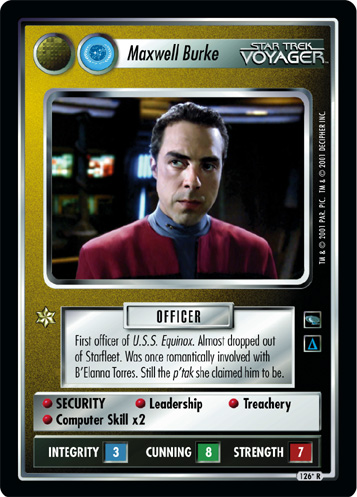 Maxwell Burke
STAR TREK
VOYAGER™
TM & © 2001 PAR. PIC. TM & © 2001 DECIPHER INC.
OFFICER
First officer of U.S.S. Equinox. Almost dropped out
of Starfleet. Was once romantically involved with
B'Elanna Torres. Still the p'tak she claimed him to be.
SECURITY Leadership Treachery
Computer Skill x2
INTEGRITY 3 CUNNING 8 STRENGTH 7
126+ R